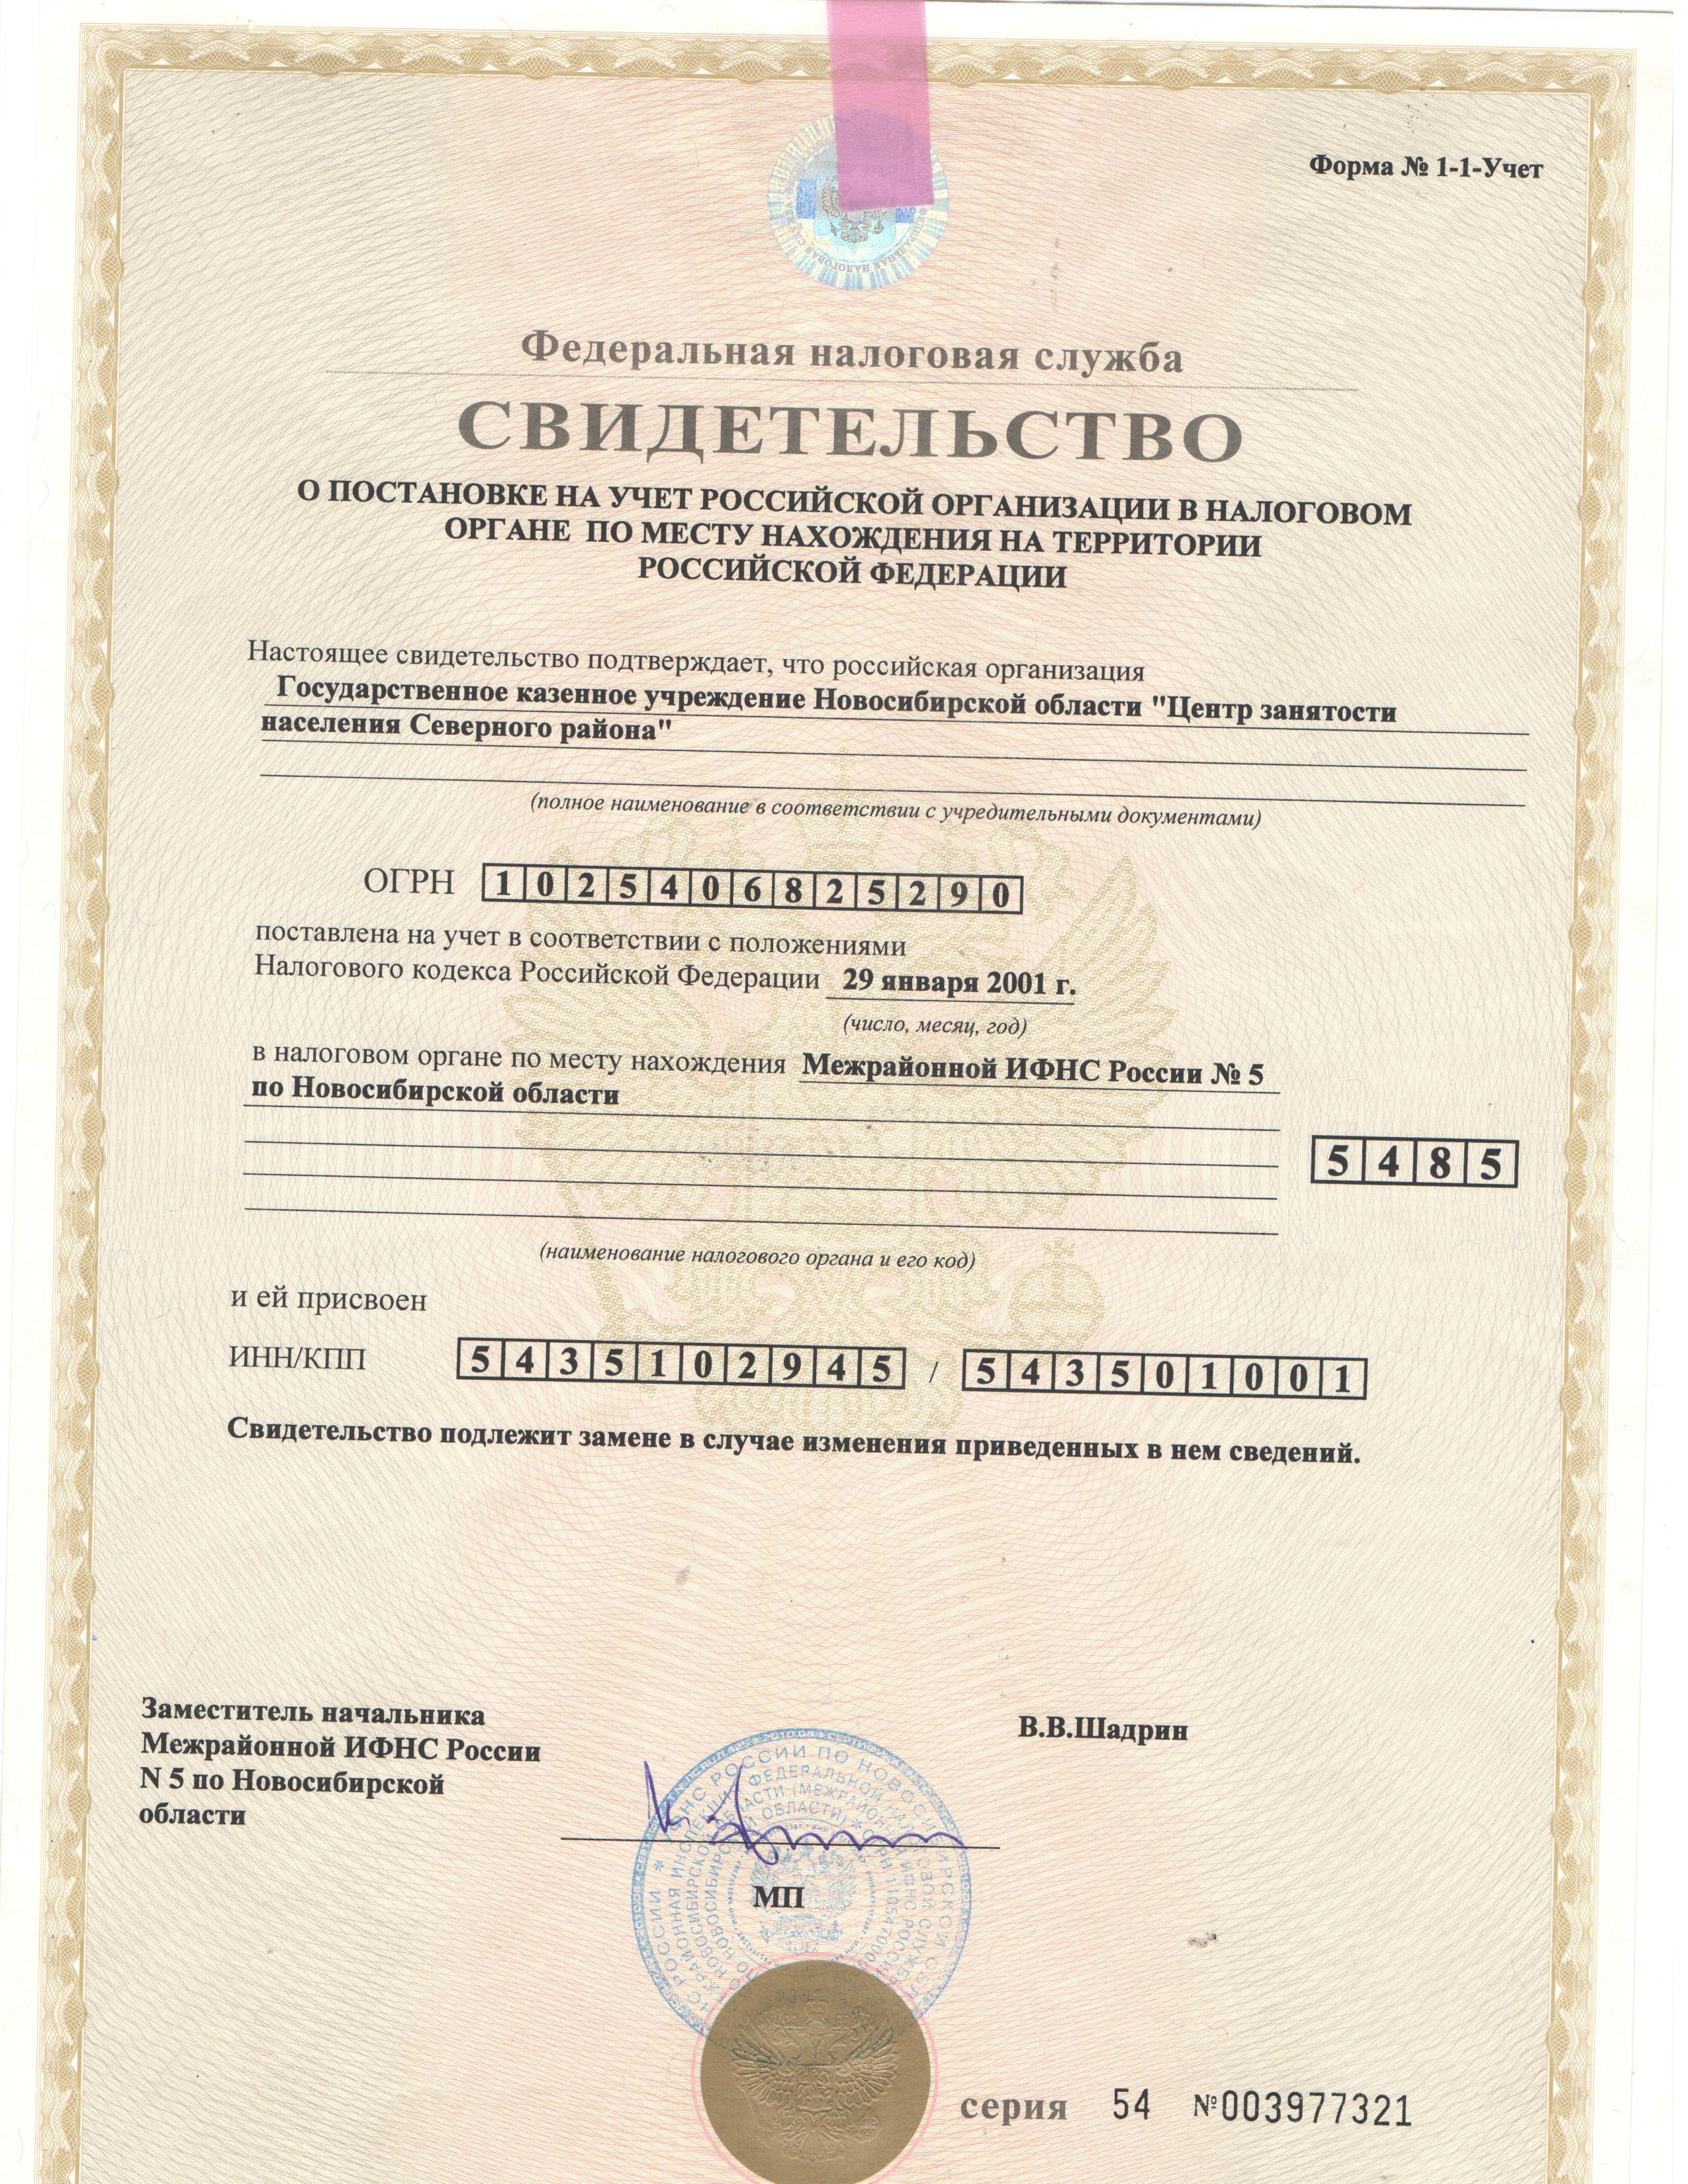 Форма № 1-1-Учет
Федеральная налоговая служба
СВИДЕТЕЛЬСТВО
О ПОСТАНОВКЕ НА УЧЕТ РОССИЙСКОЙ ОРГАНИЗАЦИИ В НАЛОГОВОМ
ОРГАНЕ ПО МЕСТУ НАХОЖДЕНИЯ НА ТЕРРИТОРИИ
РОССИЙСКОЙ ФЕДЕРАЦИИ
Настоящее свидетельство подтверждает, что российская организация
Государственное казенное учреждение Новосибирской области "Центр занятости
населения Северного района"
(полное наименование в соответствии с учредительными документами)
ОГРН 1025406825290
поставлена на учет в соответствии с положениями
Налогового кодекса Российской Федерации 29 января 2001 г.
(число, месяц, год)
в налоговом органе по месту нахождения Межрайонной ИФНС России № 5
по Новосибирской области
5485
(наименование налогового органа и его код)
и ей присвоен
ИНН/КПП 5435102945 / 543501001
Свидетельство подлежит замене в случае изменения приведенных в нем сведений.
Заместитель начальника
Межрайонной ИФНС России
N 5 по Новосибирской
области
В.В.Шадрин
МП
серия 54 №003977321